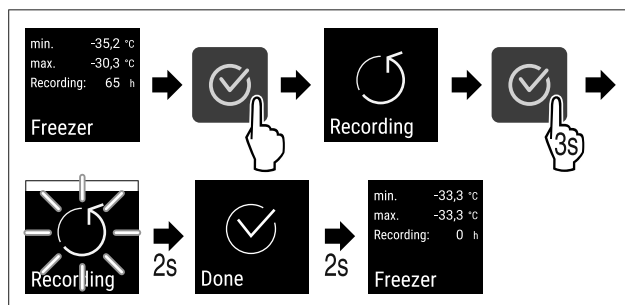 min. -35,2 °C
max. -30,3 °C
Recording: 65 h
Freezer
Recording
3s
Recording
2s
Done
2s
min. -33,3 °C
max. -33,3 °C
Recording: 0 h
Freezer